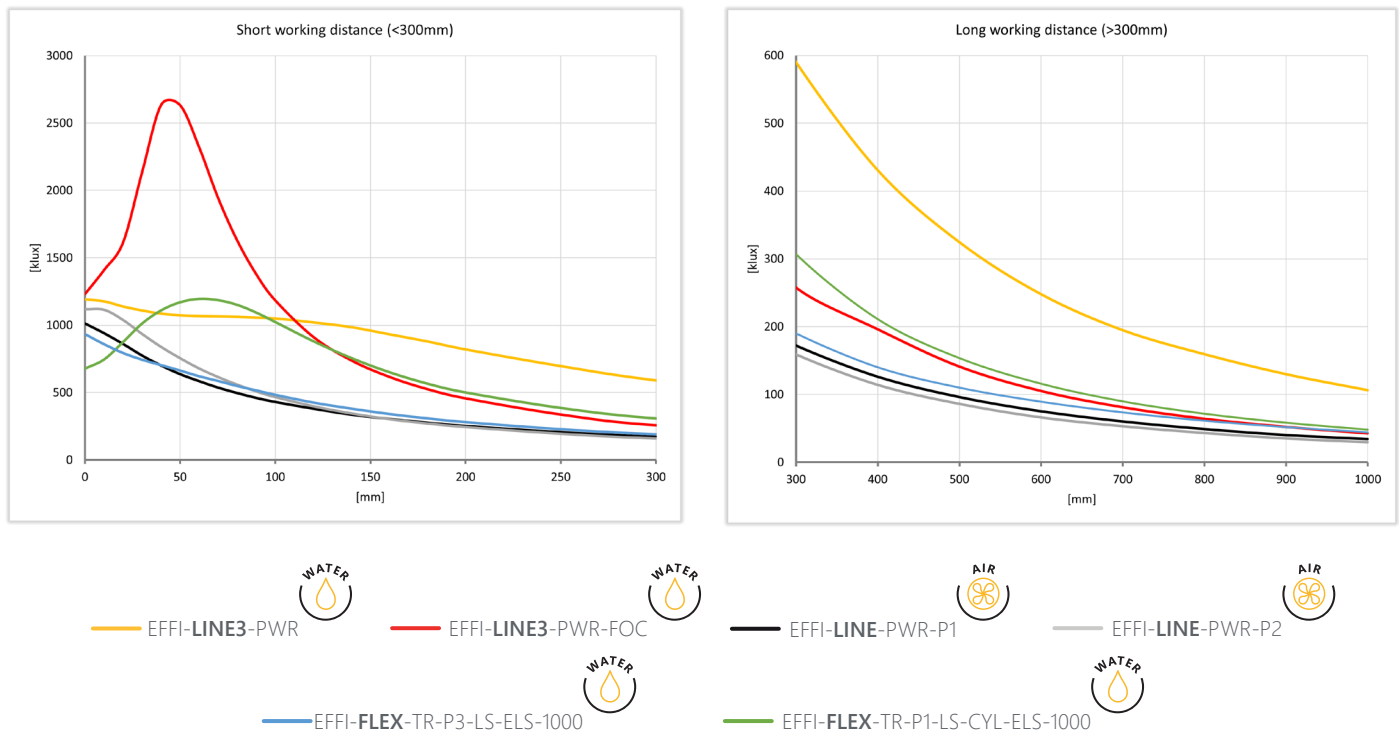 Short working distance (<300mm)
3000
2500
2000
1500
1000
500
0
[klux]
0 50 100 150 200 250 300
[mm]
Long working distance (>300mm)
600
500
400
300
200
100
0
[klux]
300 400 500 600 700 800 900 1000
[mm]
WATER WATER AIR AIR
EFFI-LINE3-PWR EFFI-LINE3-PWR-FOC EFFI-LINE-PWR-P1 EFFI-LINE-PWR-P2
WATER WATER
EFFI-FLEX-TR-P3-LS-ELS-1000 EFFI-FLEX-TR-P1-LS-CYL-ELS-1000